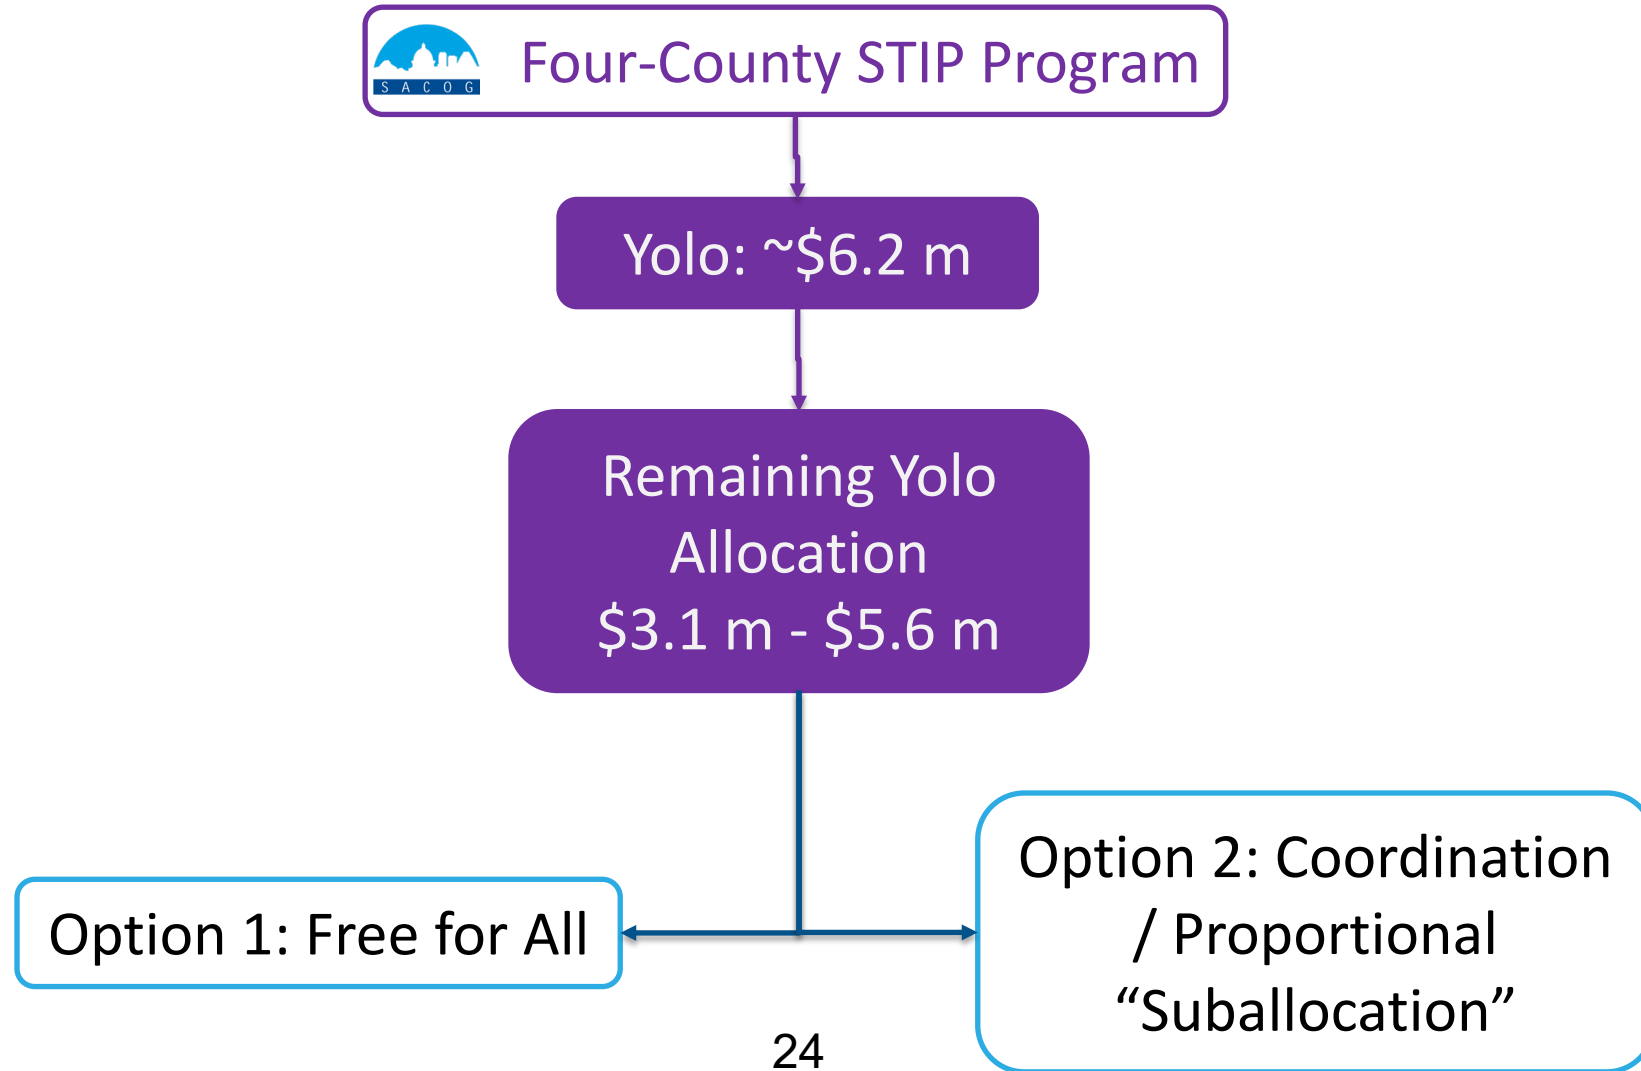 SACOG
Four-County STIP Program
Yolo: ~$6.2 m
Remaining Yolo
Allocation
$3.1 m - $5.6 m
Option 1: Free for All
Option 2: Coordination
/ Proportional
“Suballocation”
24